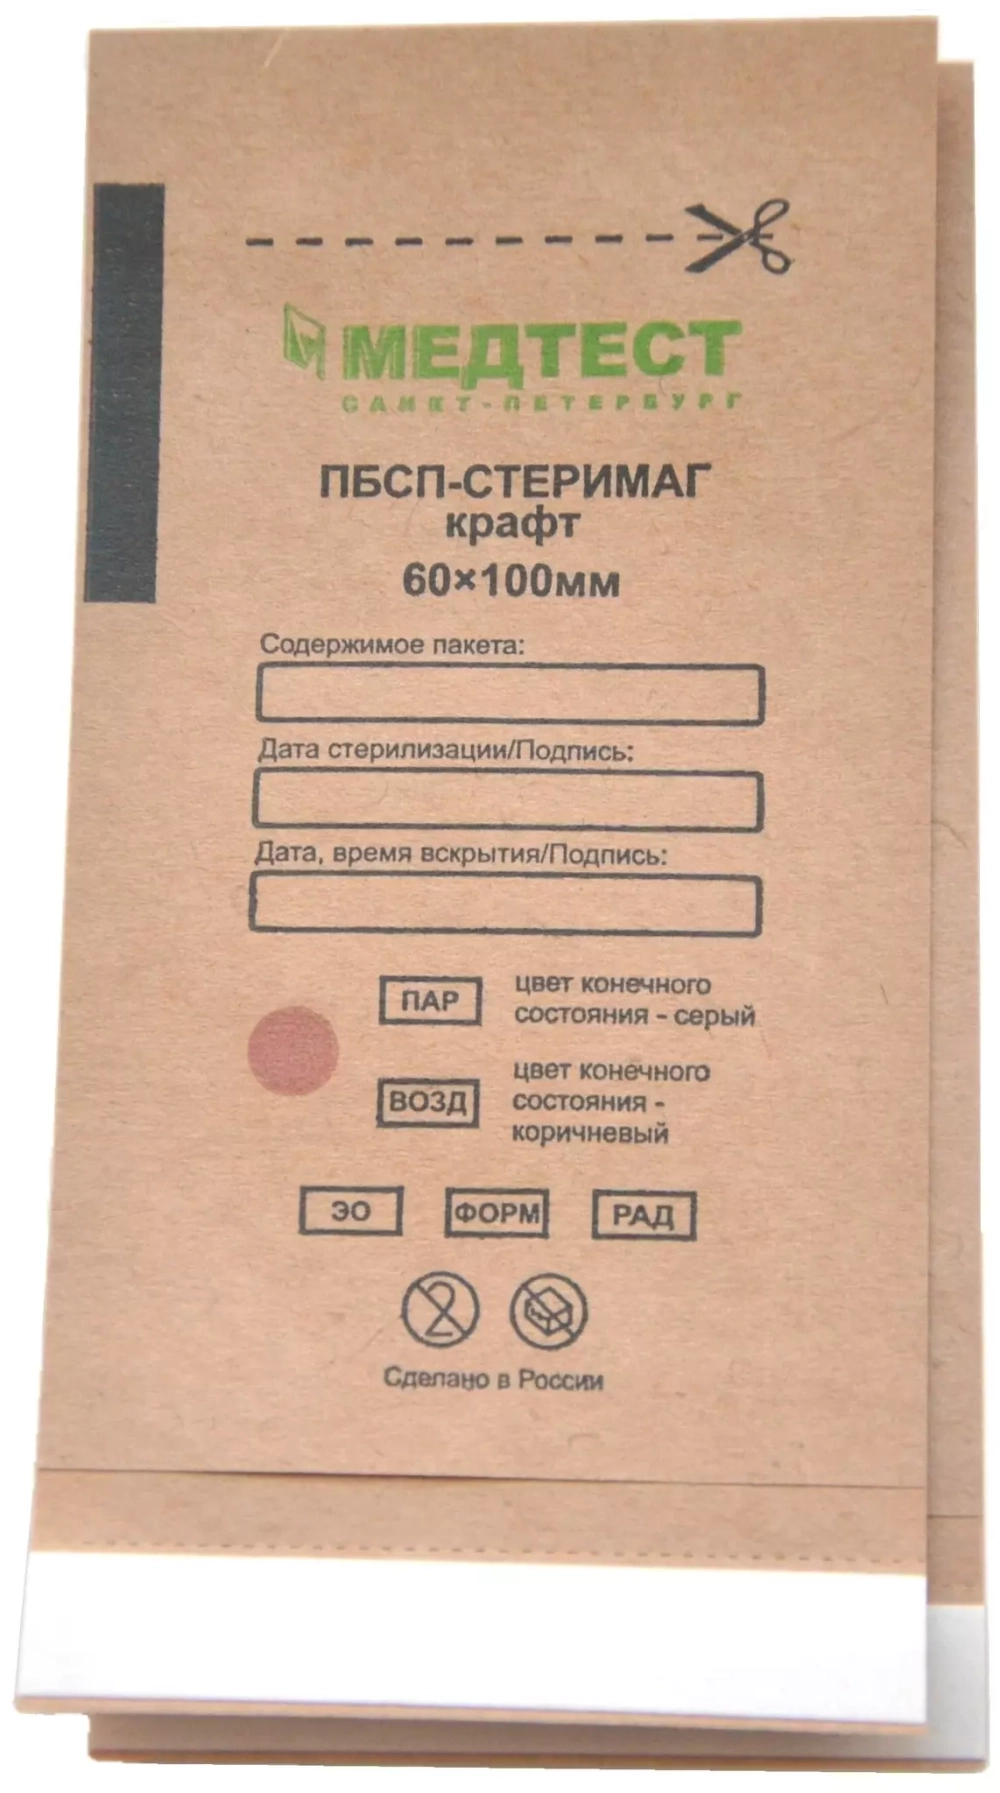 МЕДТЕСТ
САНКТ-ПЕТЕРБУРГ
ПБСП-СТЕРИМАГ
крафт
60×100мм
Содержимое пакета:
Дата стерилизации/Подпись:
Дата, время вскрытия/Подпись:
ПАР
цвет конечного
состояния - серый
ВОЗД
цвет конечного
состояния -
коричневый
ЭО ФОРМ РАД
2
Сделано в России